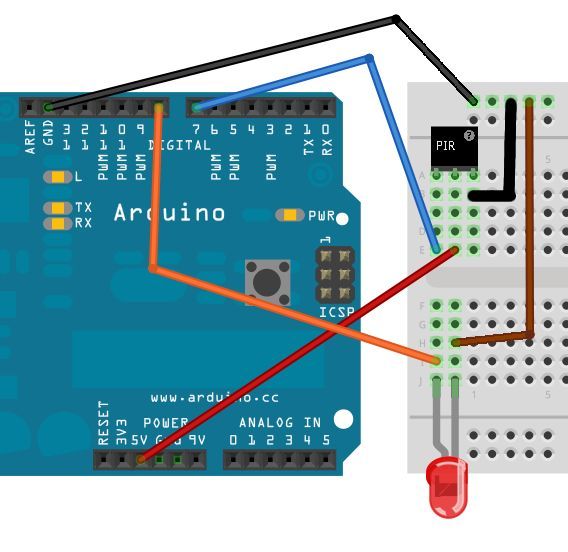 AREF
GND
13
12
11
10
9
8
7
6
5
4
3
2
1
0
PWM
PWM
PWM
PWM
PWM
PWM
TX
RX
DIGITAL
L
TX
RX
Arduino
PWR
1
ICSP
www.arduino.cc
POWER
ANALOG IN
RESET
3V3
5V
Gnd
9V
0 1 2 3 4 5
PIR
?
5
A
D
E
F
G
H
I
J
1
5